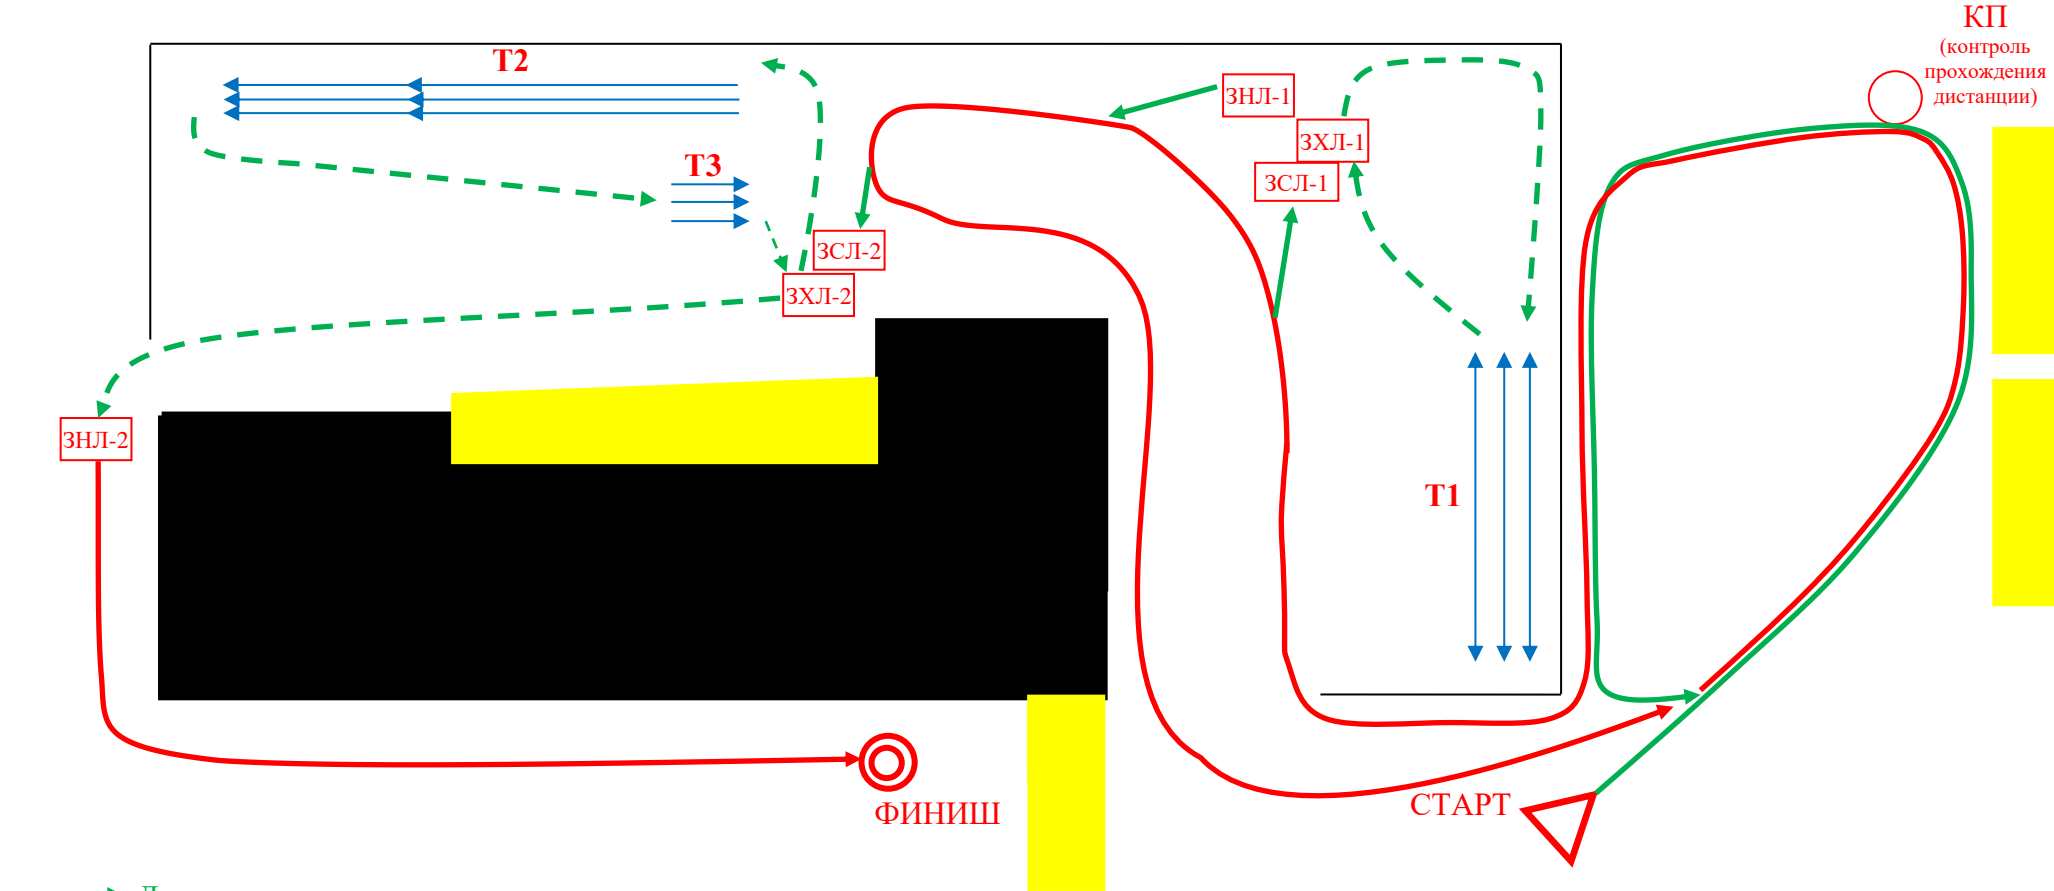 КП
(контроль
прохождения
дистанции)
Т2
ЗНЛ-1
ЗХЛ-1
Т3
ЗСЛ-1
ЗСЛ-2
ЗХЛ-2
ЗНЛ-2
Т1
СТАРТ
ФИНИШ